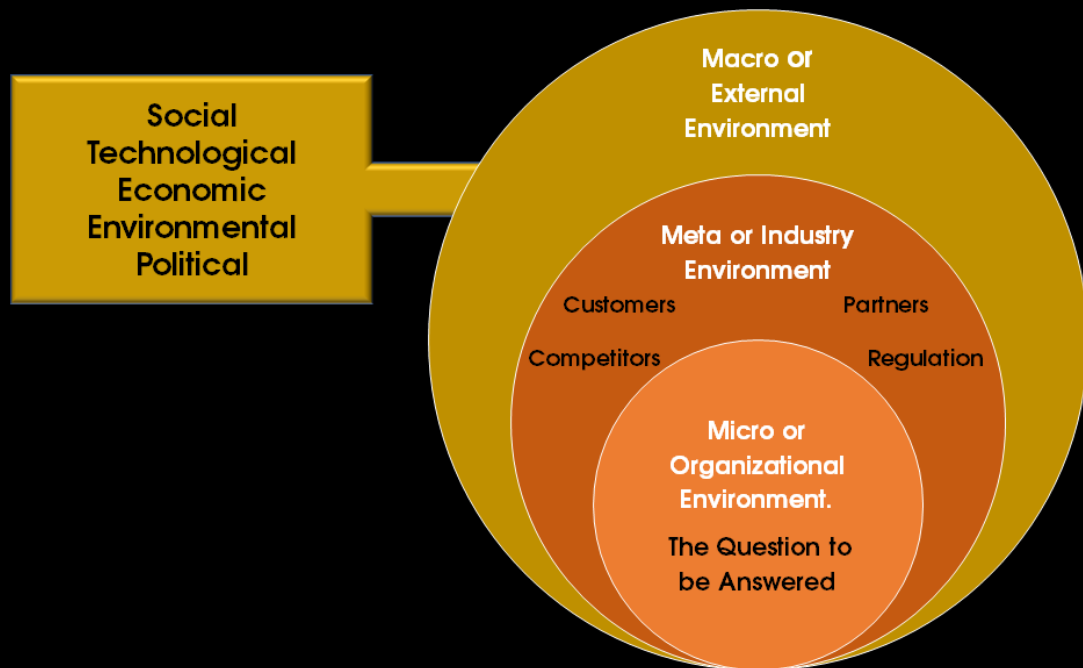 Social
Technological
Economic
Environmental
Political
Macro or
External
Environment
Meta or Industry
Environment
Customers
Partners
Competitors
Regulation
Micro or
Organizational
Environment.
The Question to
be Answered